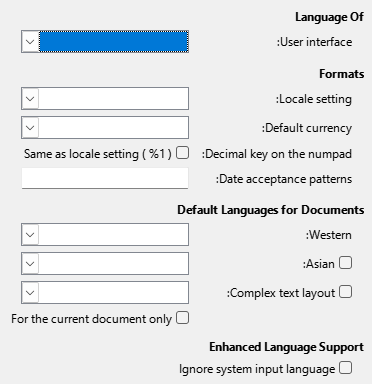 Language Of
:User interface
Formats
:Locale setting
:Default currency
:Decimal key on the numpad
Same as locale setting ( %1 )
:Date acceptance patterns
Default Languages for Documents
:Western
:Asian
:Complex text layout
For the current document only
Enhanced Language Support
Ignore system input language